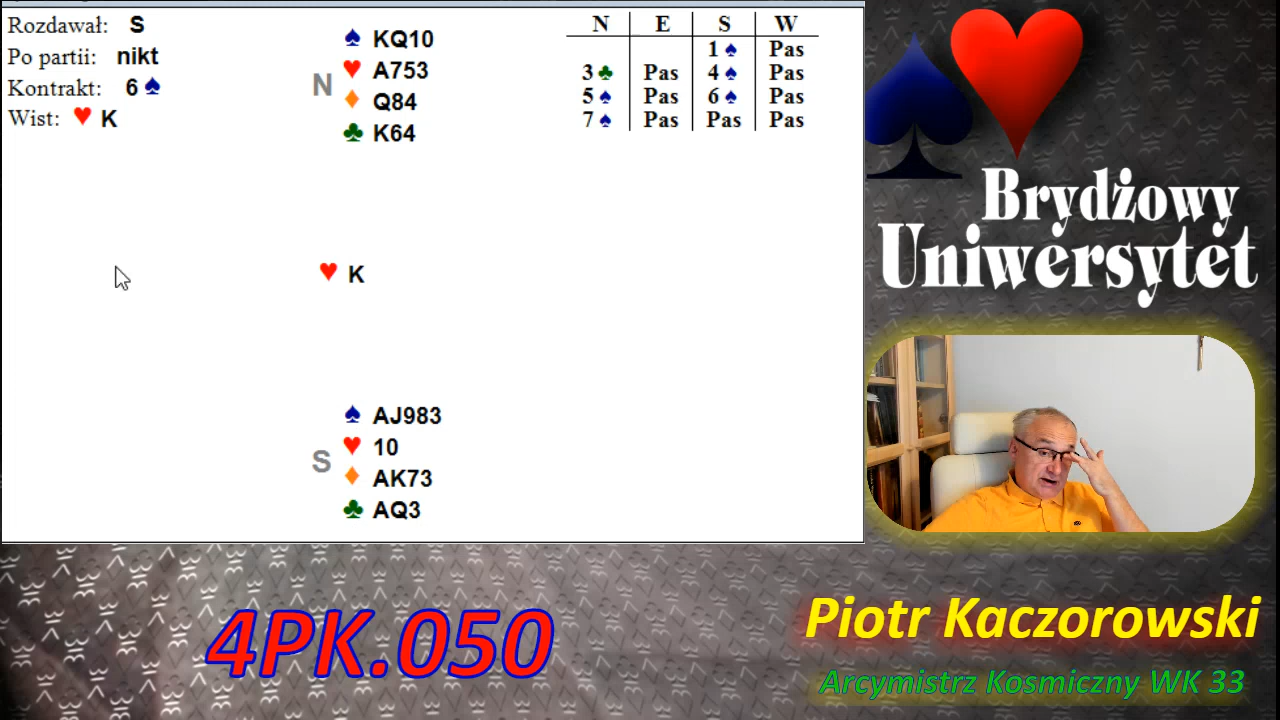 Rozdawał: S
Po partii: nikt
Kontrakt: 6 ♠
Wist: ♥ K
N
♠ KQ10
♥ A753
♦ Q84
♣ K64
N E S W
1 ♠ Pas
3 ♣ Pas 4 ♠ Pas
5 ♠ Pas 6 ♠ Pas
7 ♠ Pas Pas Pas
♥ K
S
♠ AJ983
♥ 10
♦ AK73
♣ AQ3
Brydżowy
Uniwersytet
4PK.050
Piotr Kaczorowski
Arcymistrz Kosmiczny WK 33